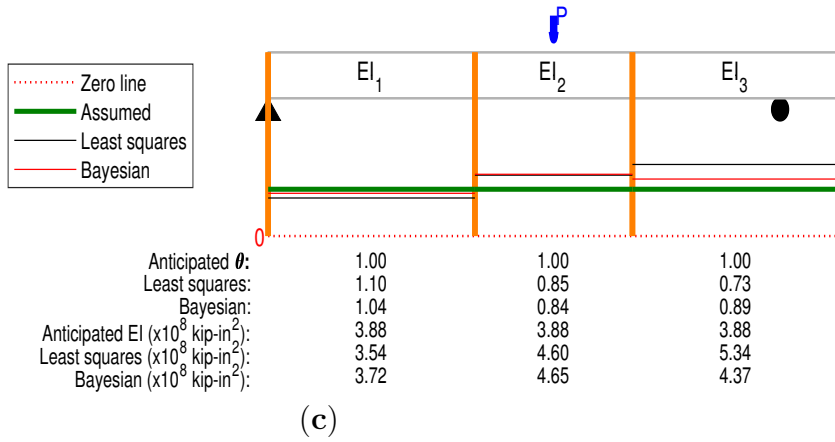 P
EI1 EI2 EI3
Zero line
Assumed
Least squares
Bayesian
0
Anticipated θ: 1.00 1.00 1.00
Least squares: 1.10 0.85 0.73
Bayesian: 1.04 0.84 0.89
Anticipated EI (x10^8 kip-in^2): 3.88 3.88 3.88
Least squares (x10^8 kip-in^2): 3.54 4.60 5.34
Bayesian (x10^8 kip-in^2): 3.72 4.65 4.37
(c)